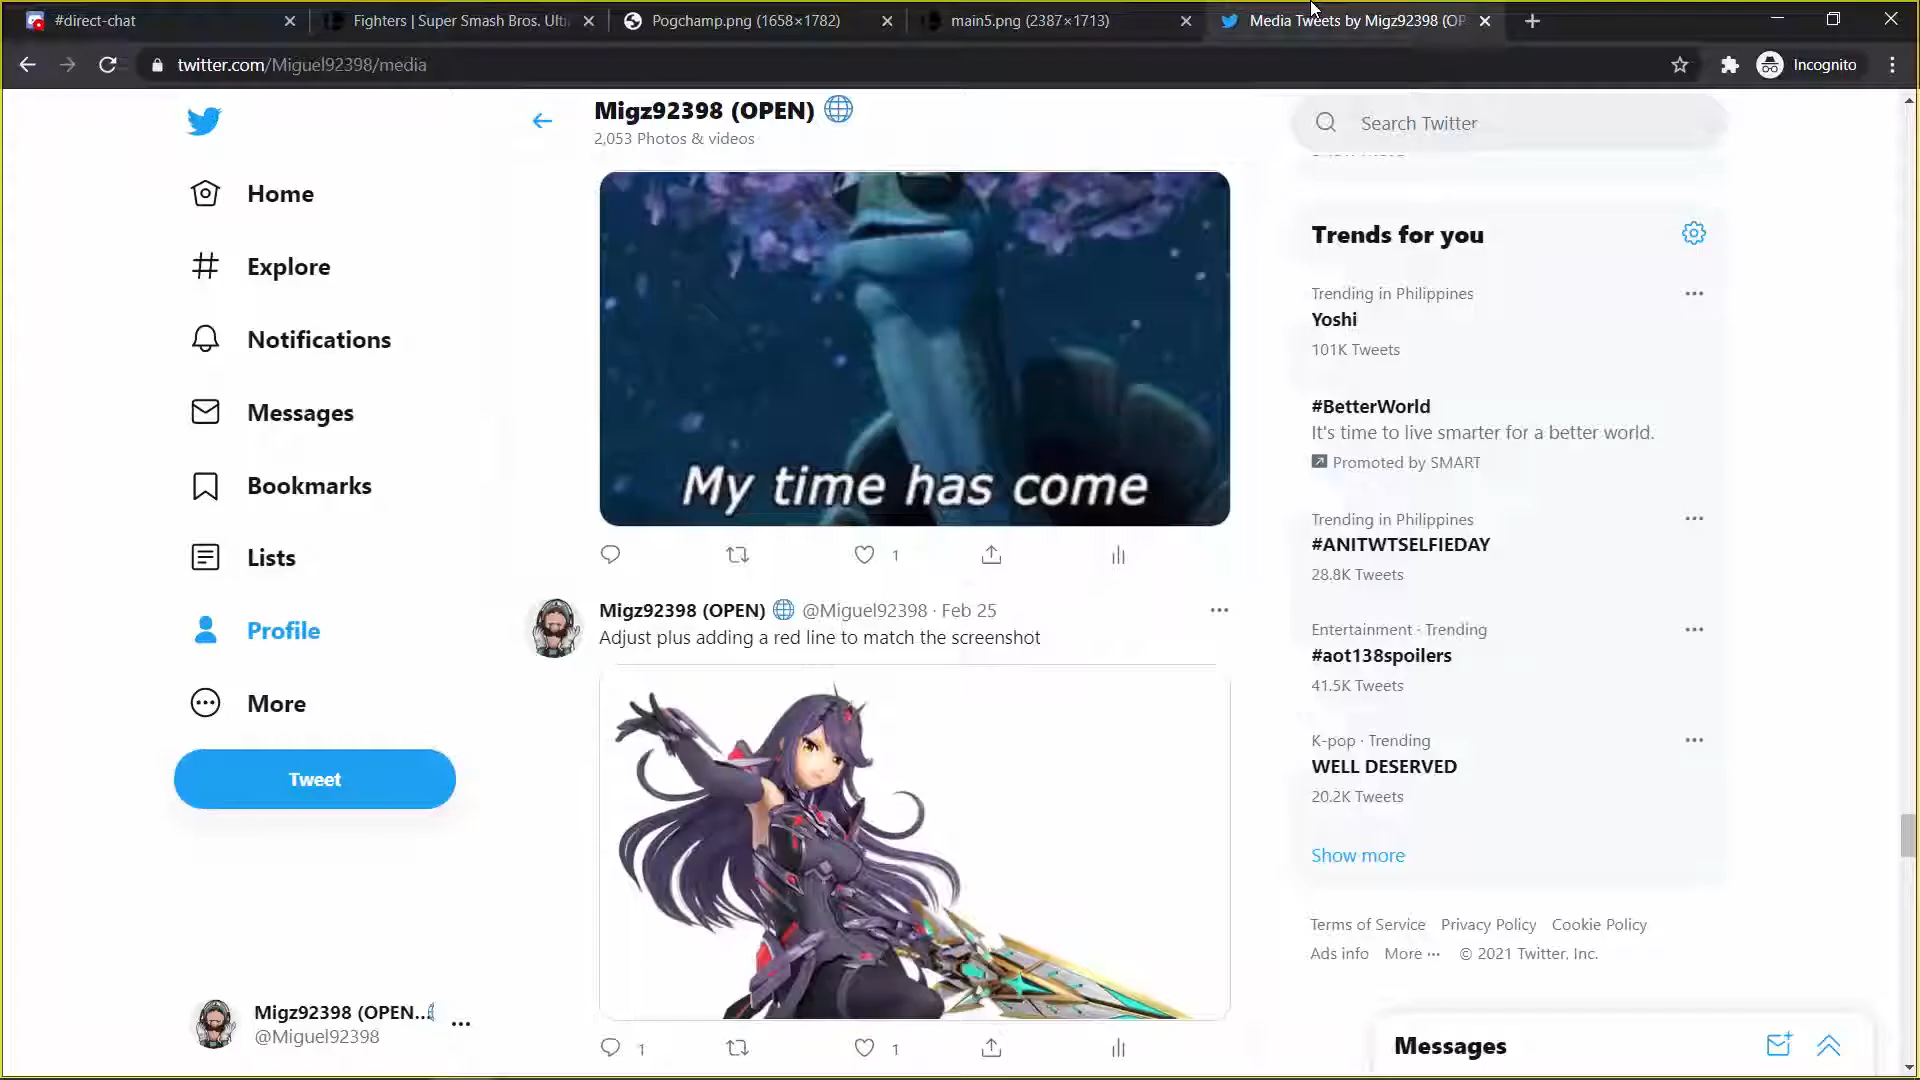 #direct-chat
Fighters | Super Smash Bros. Ulti
Pogchamp.png (1658×1782)
main5.png (2387×1713)
Media Tweets by Migz92398 (OP
twitter.com/Miguel92398/media
Incognito
Migz92398 (OPEN)
2,053 Photos & videos
Search Twitter
Home
Explore
Notifications
Messages
Bookmarks
Lists
Profile
More
Tweet
My time has come
1
Migz92398 (OPEN) @Miguel92398 · Feb 25
Adjust plus adding a red line to match the screenshot
1
1
Trends for you
Trending in Philippines
Yoshi
101K Tweets
#BetterWorld
It's time to live smarter for a better world.
Promoted by SMART
Trending in Philippines
#ANITWTSELFIEDAY
28.8K Tweets
Entertainment · Trending
#aot138spoilers
41.5K Tweets
K-pop · Trending
WELL DESERVED
20.2K Tweets
Show more
Terms of Service Privacy Policy Cookie Policy
Ads info More ··· © 2021 Twitter, Inc.
Migz92398 (OPEN...
@Miguel92398
Messages